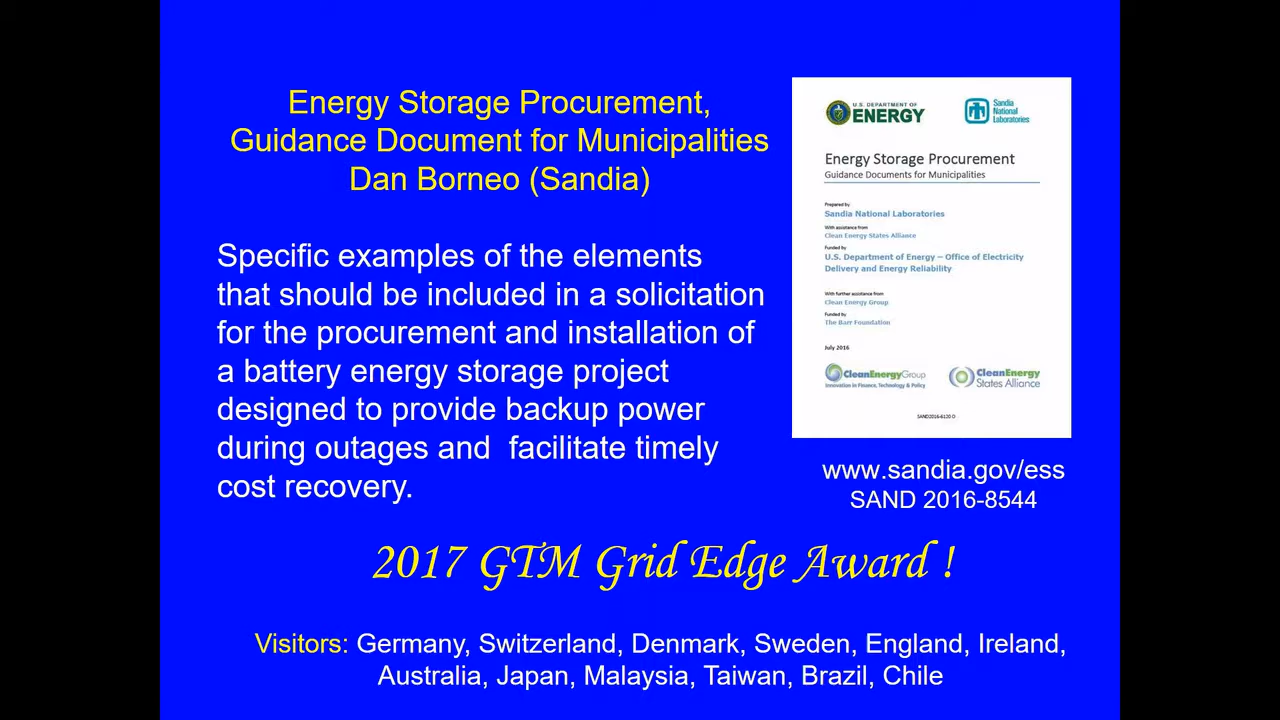 Energy Storage Procurement,
Guidance Document for Municipalities
Dan Borneo (Sandia)
Specific examples of the elements
that should be included in a solicitation
for the procurement and installation of
a battery energy storage project
designed to provide backup power
during outages and  facilitate timely
cost recovery.
U.S. DEPARTMENT OF
ENERGY
Sandia
National
Laboratories
Energy Storage Procurement
Guidance Documents for Municipalities
Prepared by
Sandia National Laboratories
With assistance from
Clean Energy States Alliance
Funded by
U.S. Department of Energy – Office of Electricity
Delivery and Energy Reliability
With further assistance from
Clean Energy Group
Funded by
The Barr Foundation
July 2016
CleanEnergyGroup
Innovation in Finance, Technology & Policy
CleanEnergy
States Alliance
SAND2016-6120 O
www.sandia.gov/ess
SAND 2016-8544
2017 GTM Grid Edge Award !
Visitors: Germany, Switzerland, Denmark, Sweden, England, Ireland,
Australia, Japan, Malaysia, Taiwan, Brazil, Chile